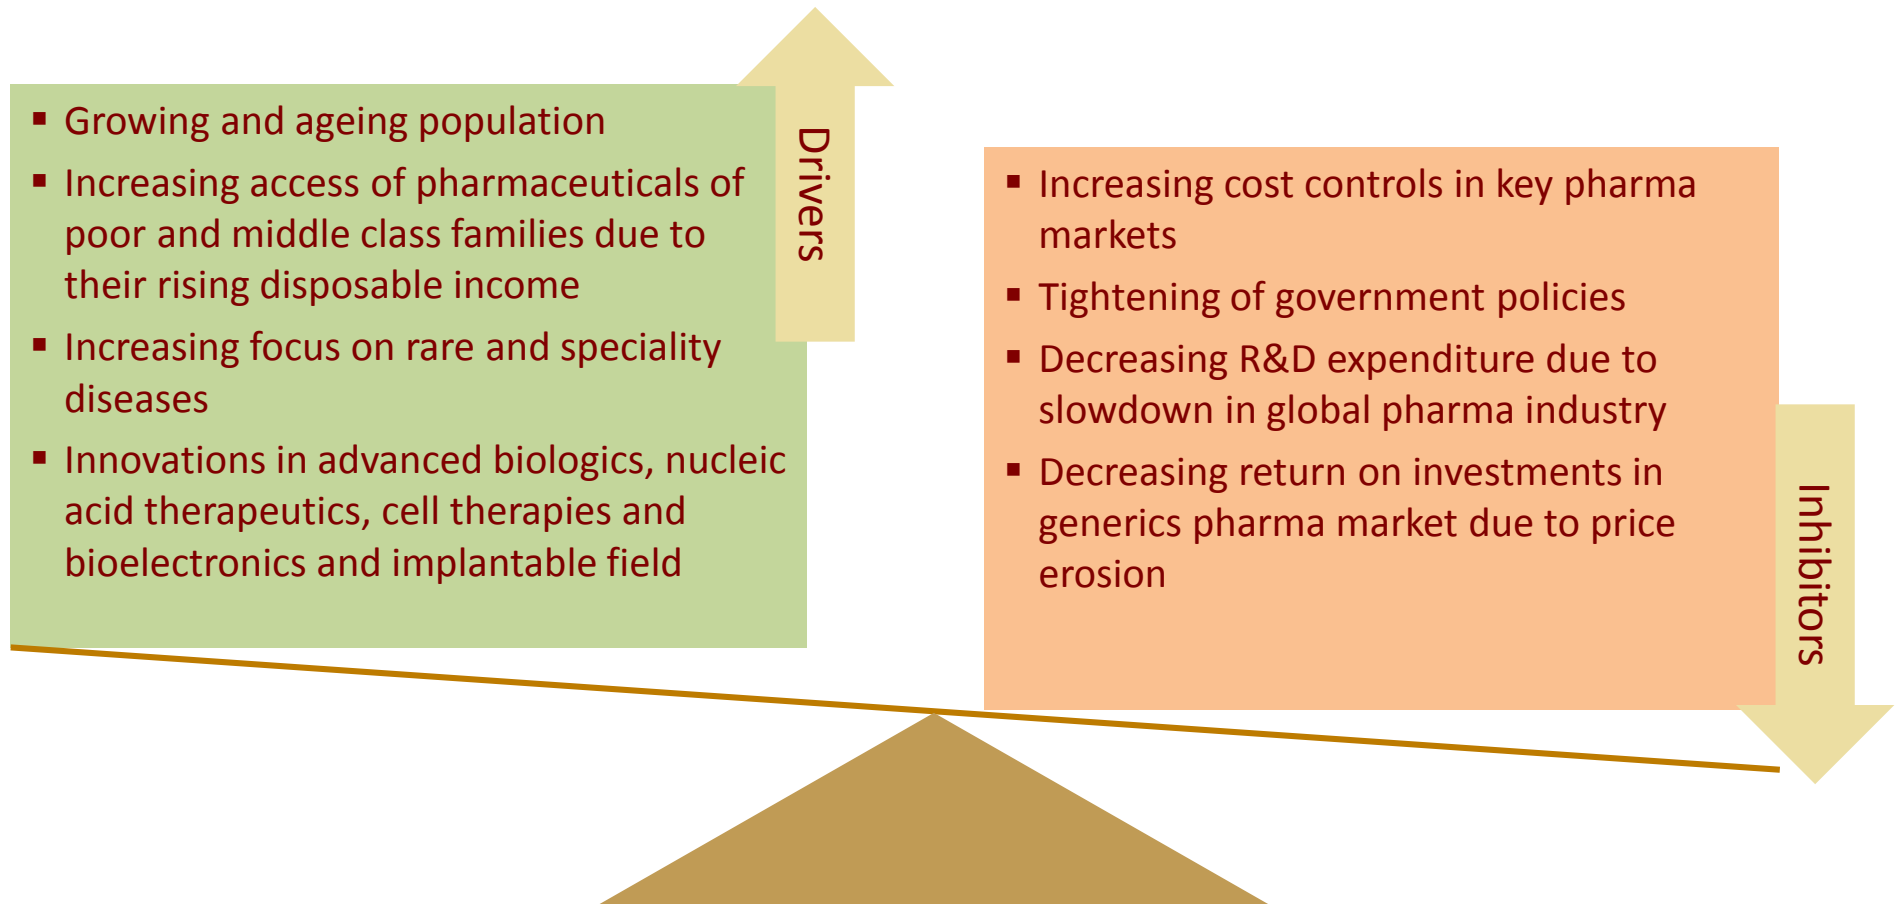 ▪ Growing and ageing population
▪ Increasing access of pharmaceuticals of
poor and middle class families due to
their rising disposable income
▪ Increasing focus on rare and speciality
diseases
▪ Innovations in advanced biologics, nucleic
acid therapeutics, cell therapies and
bioelectronics and implantable field
Drivers
▪ Increasing cost controls in key pharma
markets
▪ Tightening of government policies
▪ Decreasing R&D expenditure due to
slowdown in global pharma industry
▪ Decreasing return on investments in
generics pharma market due to price
erosion
Inhibitors